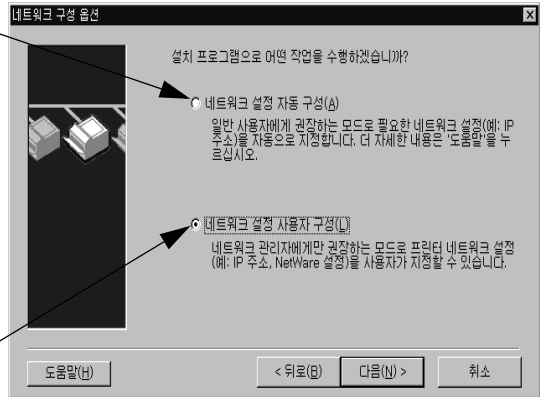 네트워크 구성 옵션
설치 프로그램으로 어떤 작업을 수행하겠습니까?
네트워크 설정 자동 구성(A)
일반 사용자에게 권장하는 모드로 필요한 네트워크 설정(예: IP
주소)을 자동으로 지정합니다. 더 자세한 내용은 '도움말'을 누
르십시오.
네트워크 설정 사용자 구성(L)
네트워크 관리자에게만 권장하는 모드로 프린터 네트워크 설정
(예: IP 주소, NetWare 설정)을 사용자가 지정할 수 있습니다.
도움말(H)
< 뒤로(B)
다음(N) >
취소